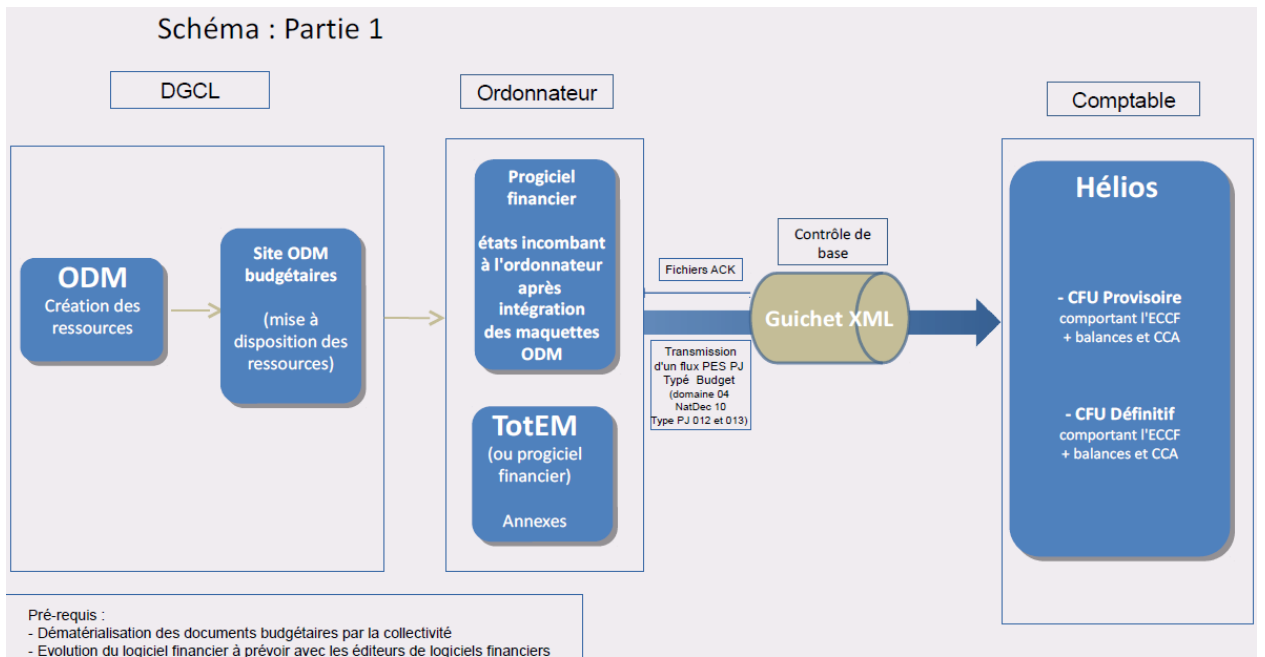 Schéma : Partie 1
DGCL
Ordonnateur
Comptable
ODM
Création des
ressources
Site ODM
budgétaires
(mise à
disposition des
ressources)
Progiciel
financier
états incombant
à l'ordonnateur
après
intégration
des maquettes
ODM
TotEM
(ou progiciel
financier)
Annexes
Fichiers ACK
Transmission
d'un flux PES PJ
Typé Budget
(domaine 04
NatDec 10
Type PJ 012 et 013)
Contrôle de
base
Guichet XML
Hélios
- CFU Provisoire
comportant l'ECCF
+ balances et CCA
- CFU Définitif
comportant l'ECCF
+ balances et CCA
Pré-requis :
- Dématérialisation des documents budgétaires par la collectivité
- Evolution du logiciel financier à prévoir avec les éditeurs de logiciels financiers